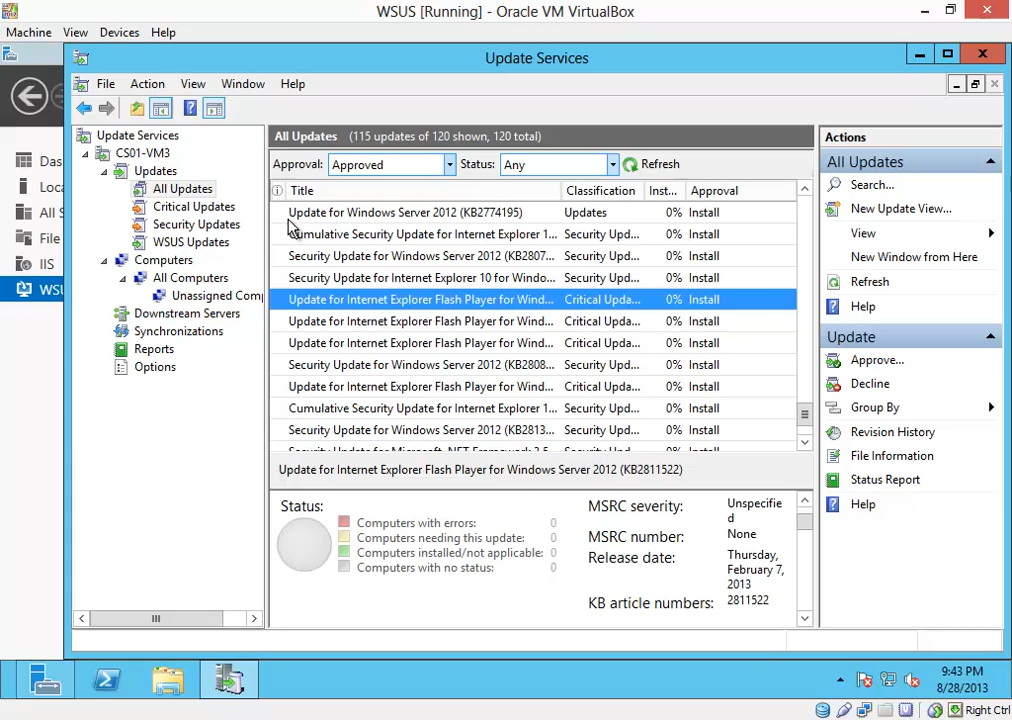 WSUS [Running] - Oracle VM VirtualBox
Machine View Devices Help
Update Services
File Action View Window Help
Das
Loca
All S
File
IIS
WSU
Update Services
CS01-VM3
Updates
All Updates
Critical Updates
Security Updates
WSUS Updates
Computers
All Computers
Unassigned Comp
Downstream Servers
Synchronizations
Reports
Options
All Updates (115 updates of 120 shown, 120 total)
Approval: Approved Status: Any Refresh
Title Classification Inst... Approval
Update for Windows Server 2012 (KB2774195) Updates 0% Install
Cumulative Security Update for Internet Explorer 1... Security Upd... 0% Install
Security Update for Windows Server 2012 (KB2807... Security Upd... 0% Install
Security Update for Internet Explorer 10 for Windo... Security Upd... 0% Install
Update for Internet Explorer Flash Player for Wind... Critical Upda... 0% Install
Update for Internet Explorer Flash Player for Wind... Critical Upda... 0% Install
Update for Internet Explorer Flash Player for Wind... Critical Upda... 0% Install
Security Update for Windows Server 2012 (KB2808... Security Upd... 0% Install
Update for Internet Explorer Flash Player for Wind... Critical Upda... 0% Install
Cumulative Security Update for Internet Explorer 1... Security Upd... 0% Install
Security Update for Windows Server 2012 (KB2813... Security Upd... 0% Install
Security Update for Microsoft .NET Framework 3.5... Security Upd... 0% Install
Update for Internet Explorer Flash Player for Windows Server 2012 (KB2811522)
Status:
Computers with errors: 0
Computers needing this update: 0
Computers installed/not applicable: 0
Computers with no status: 0
MSRC severity: Unspecifie
d
MSRC number: None
Release date: Thursday,
February 7,
2013
KB article numbers: 2811522
Actions
All Updates
Search...
New Update View...
View
New Window from Here
Refresh
Help
Update
Approve...
Decline
Group By
Revision History
File Information
Status Report
Help
9:43 PM
8/28/2013
Right Ctrl